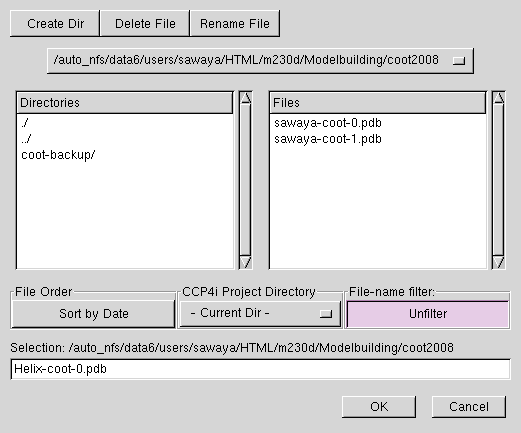 Create Dir Delete File Rename File
/auto_nfs/data6/users/sawaya/HTML/m230d/Modelbuilding/coot2008
Directories
./
../
coot-backup/
Files
sawaya-coot-0.pdb
sawaya-coot-1.pdb
File Order
Sort by Date
CCP4i Project Directory
- Current Dir -
File-name filter:
Unfilter
Selection: /auto_nfs/data6/users/sawaya/HTML/m230d/Modelbuilding/coot2008
Helix-coot-0.pdb
OK Cancel